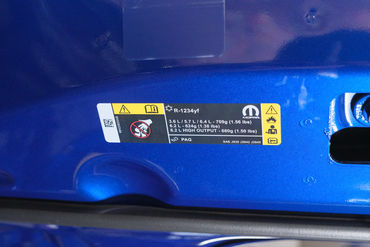 R-1234yf
MOPAR
3.6 L / 5.7 L / 6.4 L - 709g (1.56 lbs)
6.2 L - 624g (1.38 lbs)
6.2 L HIGH OUTPUT - 680g (1.50 lbs)
PAG